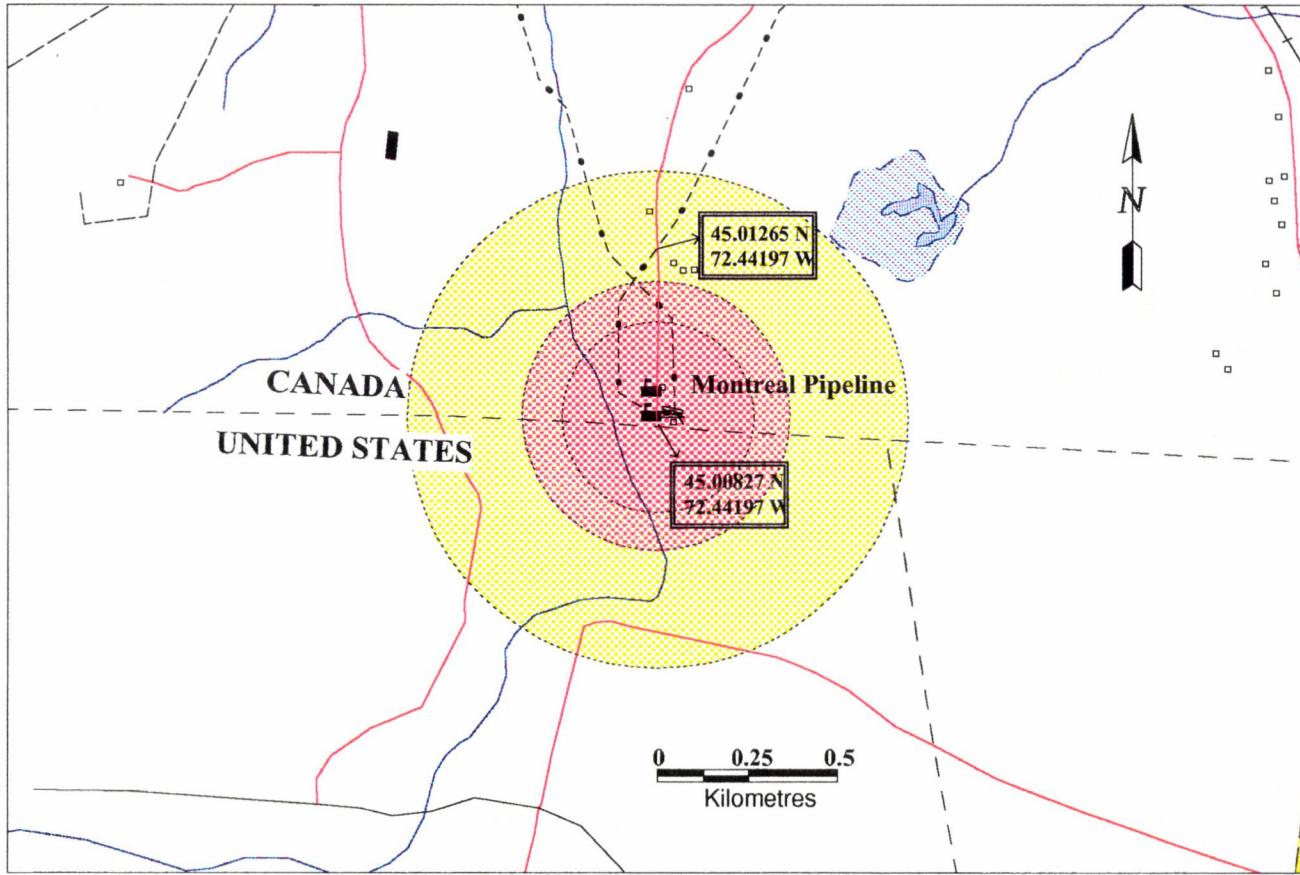 45.01265 N
72.44197 W
N
CANADA
Montreal Pipeline
UNITED STATES
45.00827 N
72.44197 W
0 0.25 0.5
Kilometres